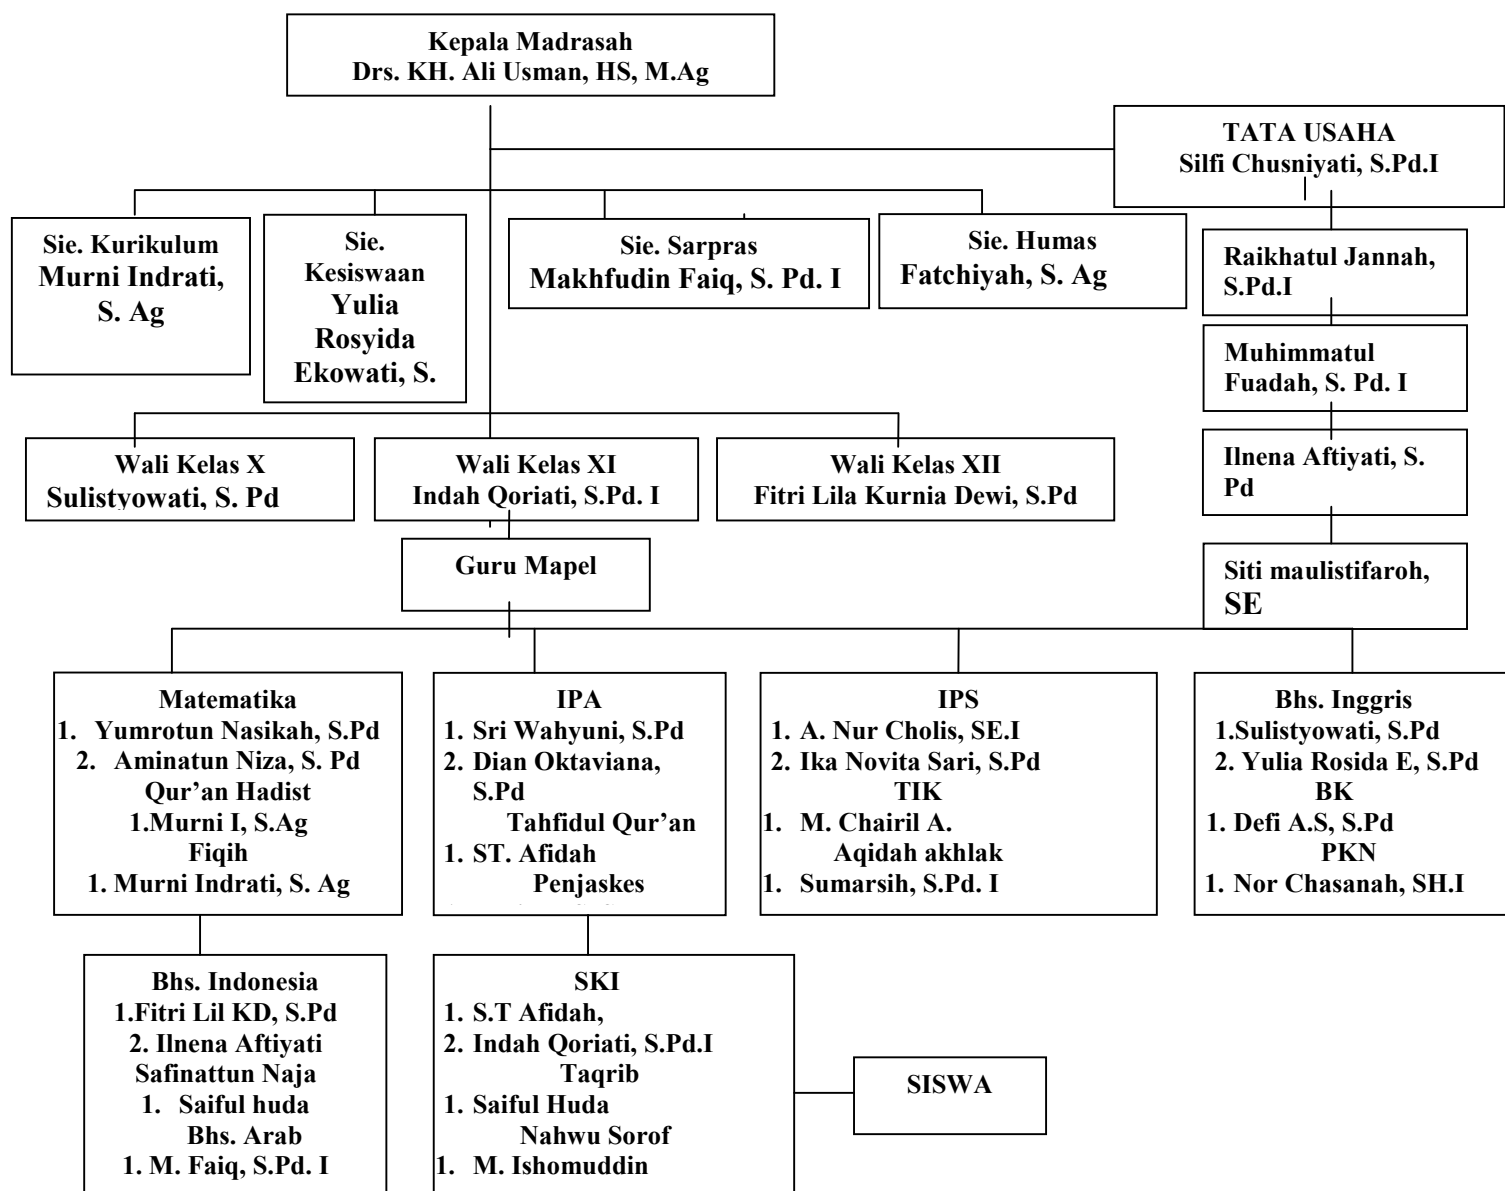 Kepala Madrasah
Drs. KH. Ali Usman, HS, M.Ag
TATA USAHA
Silfi Chusniyati, S.Pd.I
Sie. Kurikulum
Murni Indrati,
S. Ag
Sie.
Kesiswaan
Yulia
Rosyida
Ekowati, S.
Sie. Sarpras
Makhfudin Faiq, S. Pd. I
Sie. Humas
Fatchiyah, S. Ag
Raikhatul Jannah,
S.Pd.I
Muhimmatul
Fuadah, S. Pd. I
Ilnena Aftiyati, S.
Pd
Siti maulistifaroh,
SE
Wali Kelas X
Sulistyowati, S. Pd
Wali Kelas XI
Indah Qoriati, S.Pd. I
Wali Kelas XII
Fitri Lila Kurnia Dewi, S.Pd
Guru Mapel
Matematika
1. Yumrotun Nasikah, S.Pd
2. Aminatun Niza, S. Pd
Qur’an Hadist
1.Murni I, S.Ag
Fiqih
1. Murni Indrati, S. Ag
IPA
1. Sri Wahyuni, S.Pd
2. Dian Oktaviana,
S.Pd
Tahfidul Qur’an
1. ST. Afidah
Penjaskes
IPS
1. A. Nur Cholis, SE.I
2. Ika Novita Sari, S.Pd
TIK
1. M. Chairil A.
Aqidah akhlak
1. Sumarsih, S.Pd. I
Bhs. Inggris
1.Sulistyowati, S.Pd
2. Yulia Rosida E, S.Pd
BK
1. Defi A.S, S.Pd
PKN
1. Nor Chasanah, SH.I
Bhs. Indonesia
1.Fitri Lil KD, S.Pd
2. Ilnena Aftiyati
Safinattun Naja
1. Saiful huda
Bhs. Arab
1. M. Faiq, S.Pd. I
SKI
1. S.T Afidah,
2. Indah Qoriati, S.Pd.I
Taqrib
1. Saiful Huda
Nahwu Sorof
1. M. Ishomuddin
SISWA